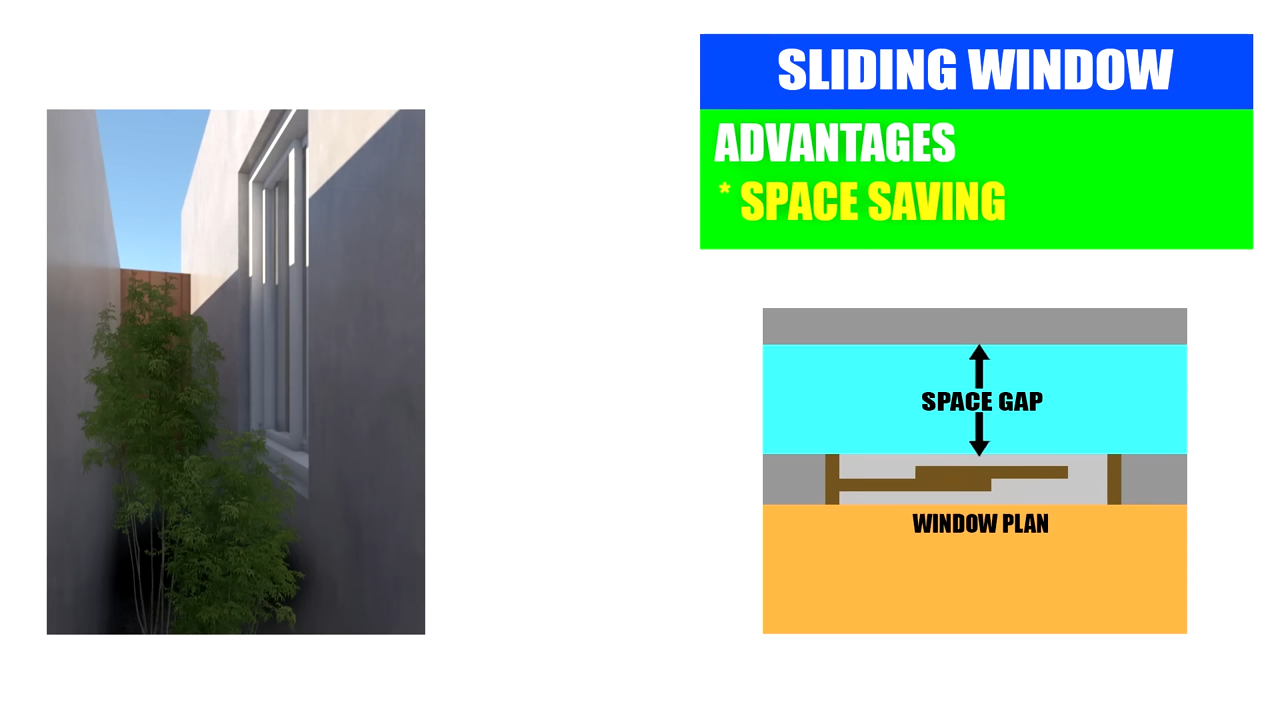 SLIDING WINDOW
ADVANTAGES
* SPACE SAVING
SPACE GAP
WINDOW PLAN